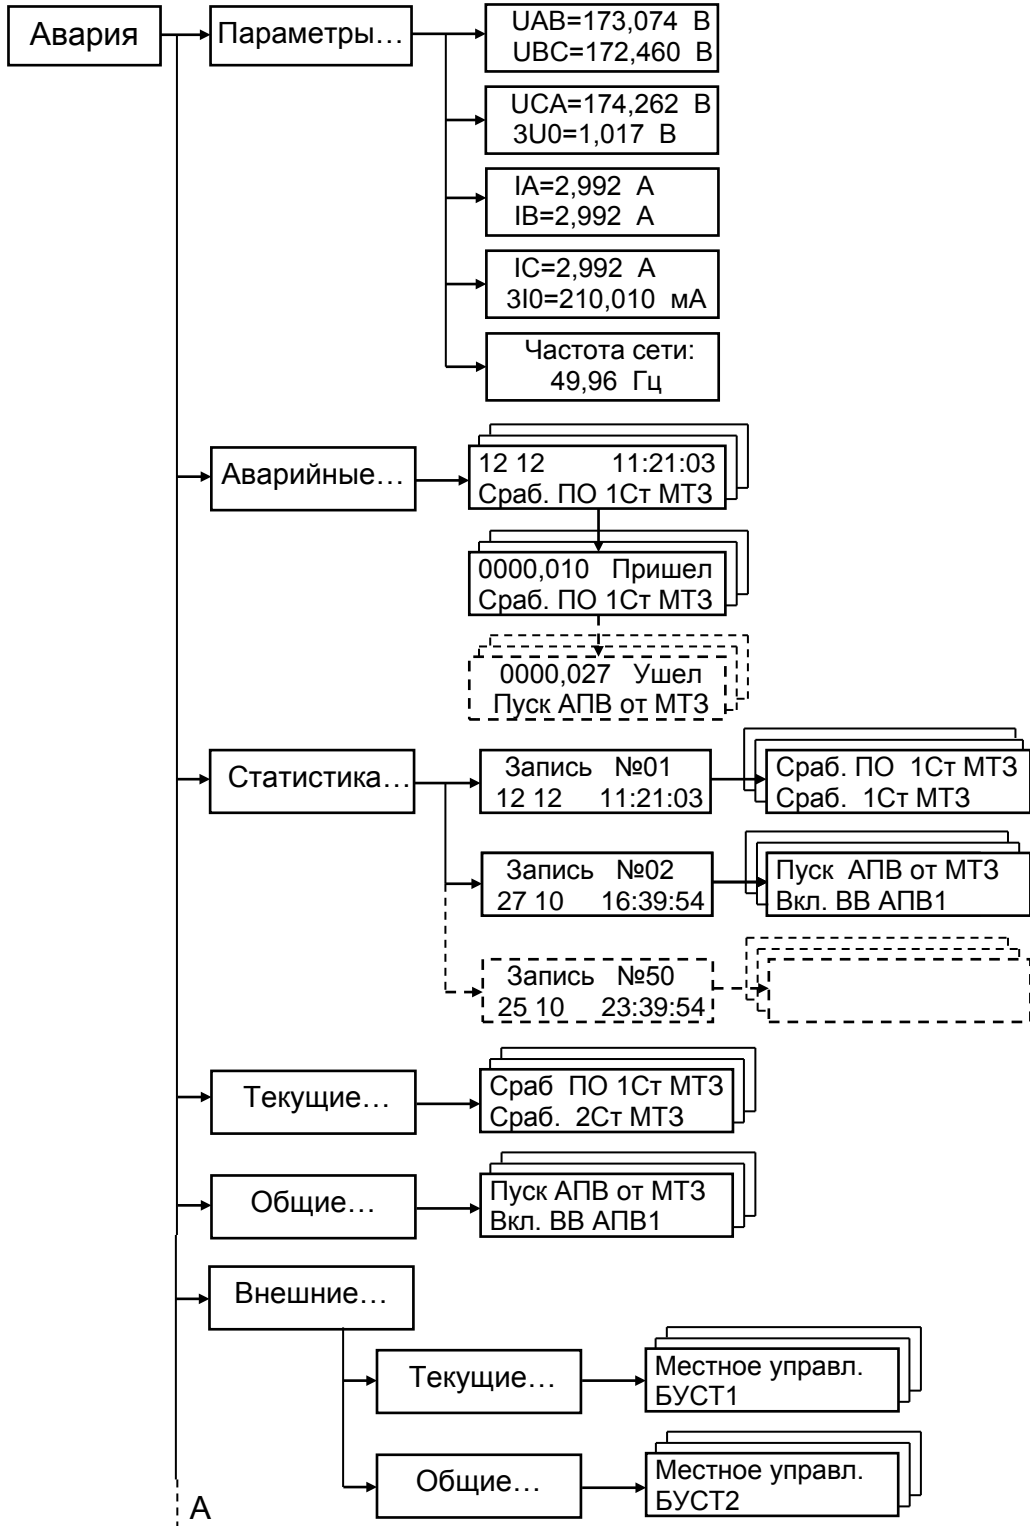 Авария
Параметры…
UAB=173,074 В
UBC=172,460 В
UCA=174,262 В
3U0=1,017 В
IA=2,992 А
IB=2,992 А
IC=2,992 А
3I0=210,010 мА
Частота сети:
49,96 Гц
Аварийные…
12 12 11:21:03
Сраб. ПО 1Ст МТЗ
0000,010 Пришел
Сраб. ПО 1Ст МТЗ
0000,027 Ушел
Пуск АПВ от МТЗ
Статистика…
Запись №01
12 12 11:21:03
Сраб. ПО 1Ст МТЗ
Сраб. 1Ст МТЗ
Запись №02
27 10 16:39:54
Пуск АПВ от МТЗ
Вкл. ВВ АПВ1
Запись №50
25 10 23:39:54
Текущие…
Сраб ПО 1Ст МТЗ
Сраб. 2Ст МТЗ
Общие…
Пуск АПВ от МТЗ
Вкл. ВВ АПВ1
Внешние…
Текущие…
Местное управл.
БУСТ1
Общие…
Местное управл.
БУСТ2
А